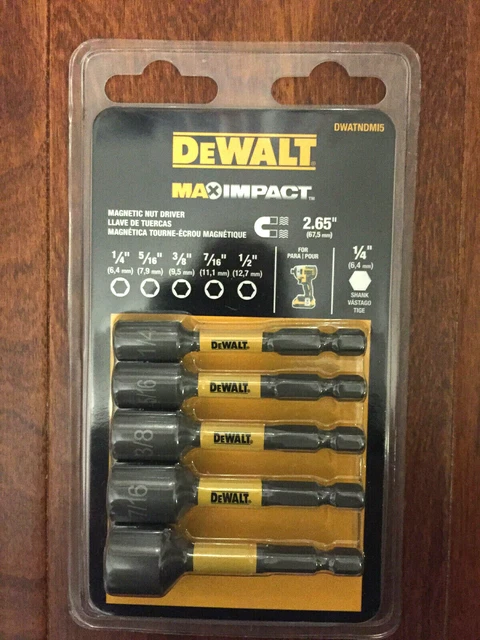 DWATNDMI5
DEWALT
MAXIMPACT™
MAGNETIC NUT DRIVER
LLAVE DE TUERCAS
MAGNÉTICA TOURNE-ÉCROU MAGNÉTIQUE
2.65"
(67,5 mm)
1/4" 5/16" 3/8" 7/16" 1/2"
(6,4 mm) (7,9 mm) (9,5 mm) (11,1 mm) (12,7 mm)
FOR
PARA | POUR
1/4"
(6,4 mm)
SHANK
VÁSTAGO
TIGE
1/4 DEWALT
5/16 DEWALT
3/8 DEWALT
7/16 DEWALT